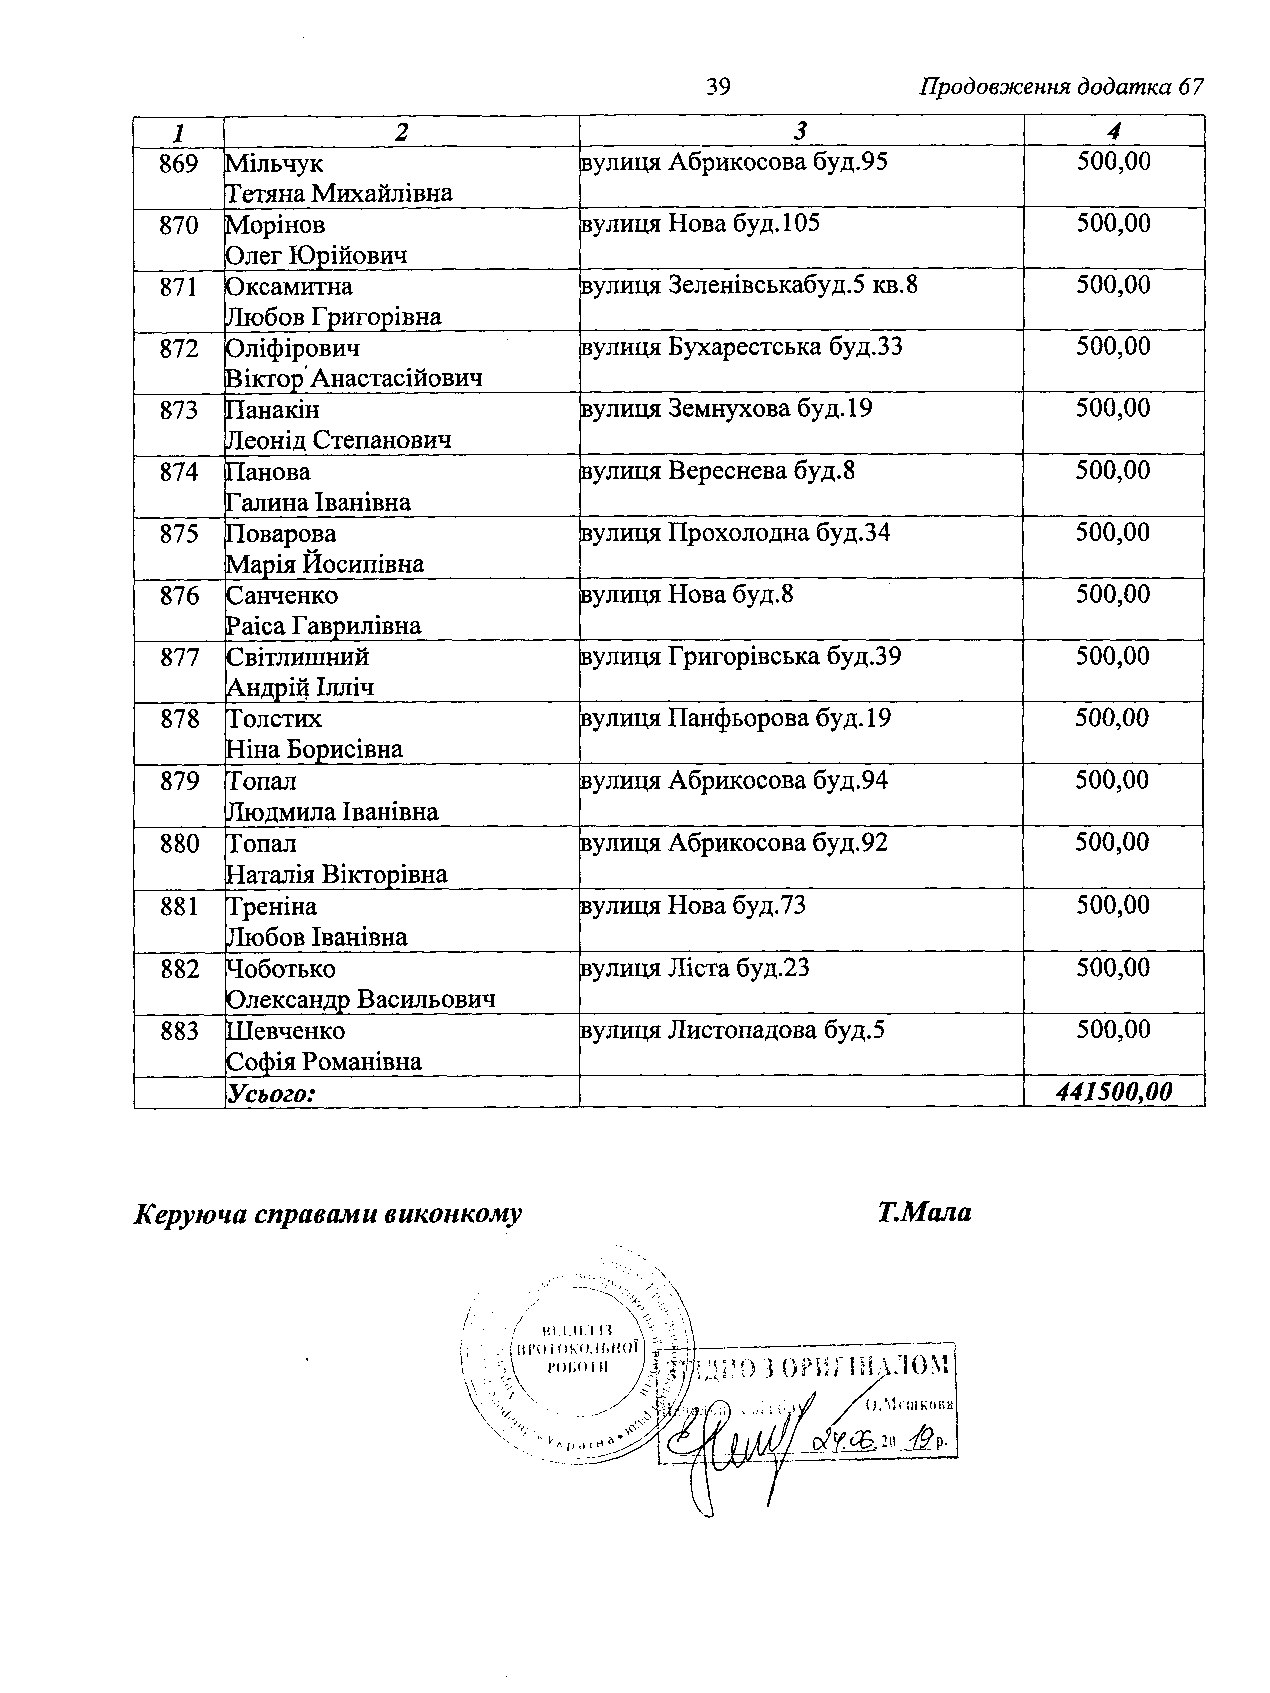 39 Продовження додатка 67
1 2 3 4
869 Мільчук вулиця Абрикосова буд.95 500,00
Тетяна Михайлівна
870 Морінов вулиця Нова буд.105 500,00
Олег Юрійович
871 Оксамитна вулиця Зеленівськабуд.5 кв.8 500,00
Любов Григорівна
872 Оліфірович вулиця Бухарестська буд.33 500,00
Віктор Анастасійович
873 Панакін вулиця Земнухова буд.19 500,00
Леонід Степанович
874 Панова вулиця Вереснева буд.8 500,00
Галина Іванівна
875 Поварова вулиця Прохолодна буд.34 500,00
Марія Йосипівна
876 Санченко вулиця Нова буд.8 500,00
Раіса Гаврилівна
877 Світлишний вулиця Григорівська буд.39 500,00
Андрій Ілліч
878 Толстих вулиця Панфьорова буд.19 500,00
Ніна Борисівна
879 Топал вулиця Абрикосова буд.94 500,00
Людмила Іванівна
880 Топал вулиця Абрикосова буд.92 500,00
Наталія Вікторівна
881 Треніна вулиця Нова буд.73 500,00
Любов Іванівна
882 Чоботько вулиця Ліста буд.23 500,00
Олександр Васильович
883 Шевченко вулиця Листопадова буд.5 500,00
Софія Романівна
Усього: 441500,00
Керуюча справами виконкому Т.Мала
ВІДДІЛ ІЗ
ПРОТОКОЛЬНОЇ
РОБОТИ
Україна
ЗГІДНО З ОРИГІНАЛОМ
О.Мєшкова
24.06.20 19р.